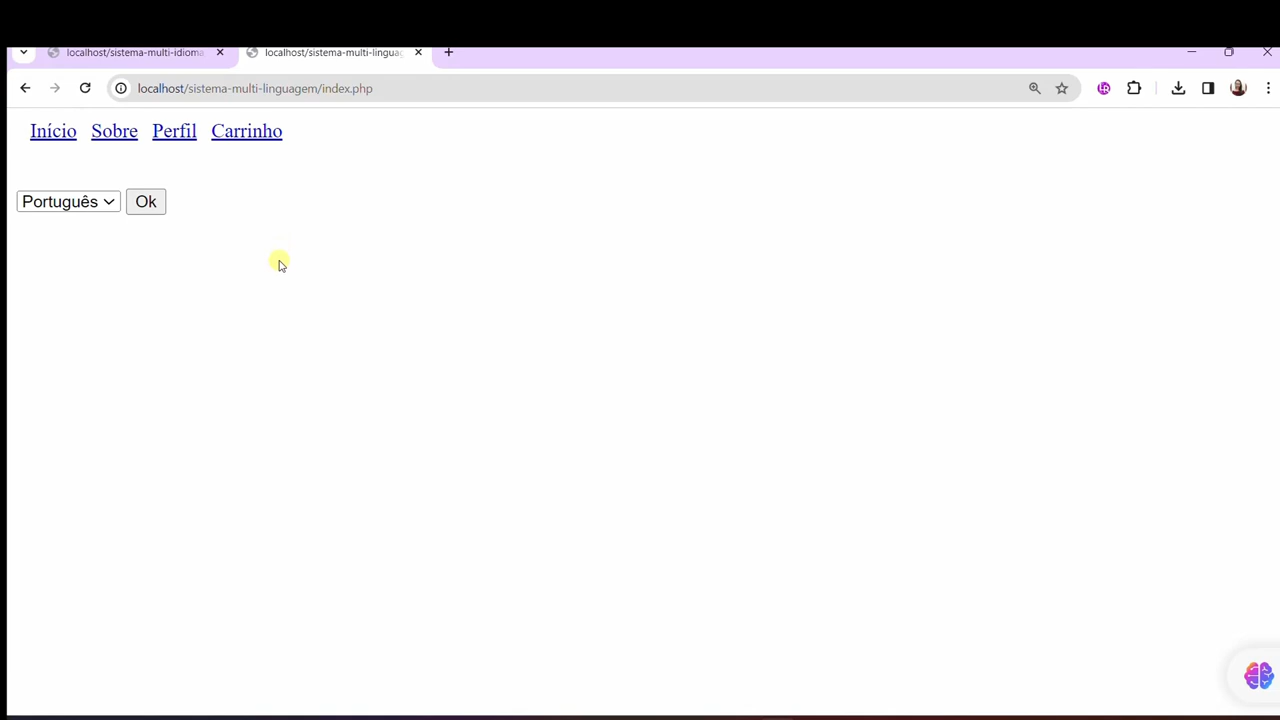 localhost/sistema-multi-idioma
localhost/sistema-multi-linguag
localhost/sistema-multi-linguagem/index.php
Início Sobre Perfil Carrinho
Português Ok